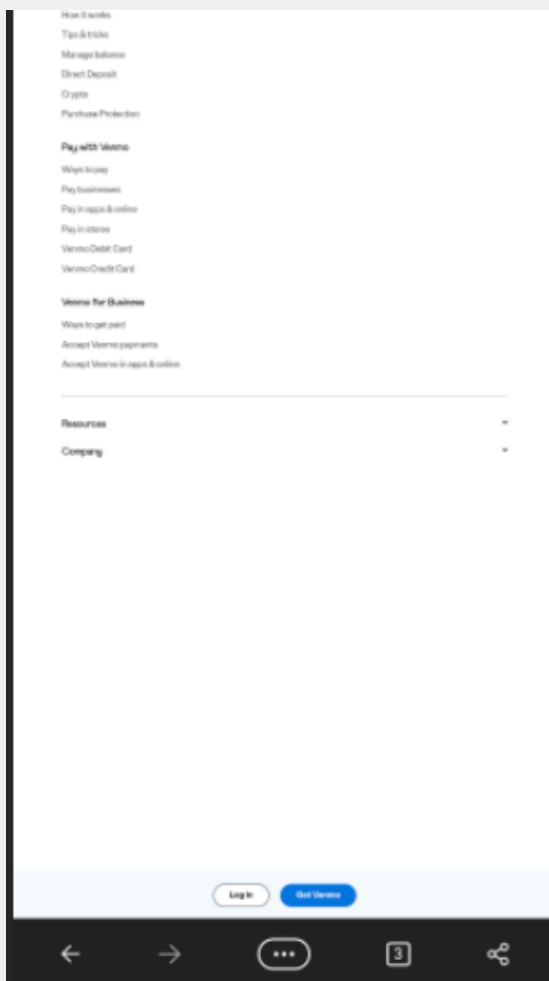 How it works
Tips & tricks
Manage balance
Direct Deposit
Crypto
Purchase Protection
Pay with Venmo
Ways to pay
Pay businesses
Pay in apps & online
Pay in stores
Venmo Debit Card
Venmo Credit Card
Venmo for Business
Ways to get paid
Accept Venmo payments
Accept Venmo in apps & online
Resources
Company
Log in
Get Venmo
3